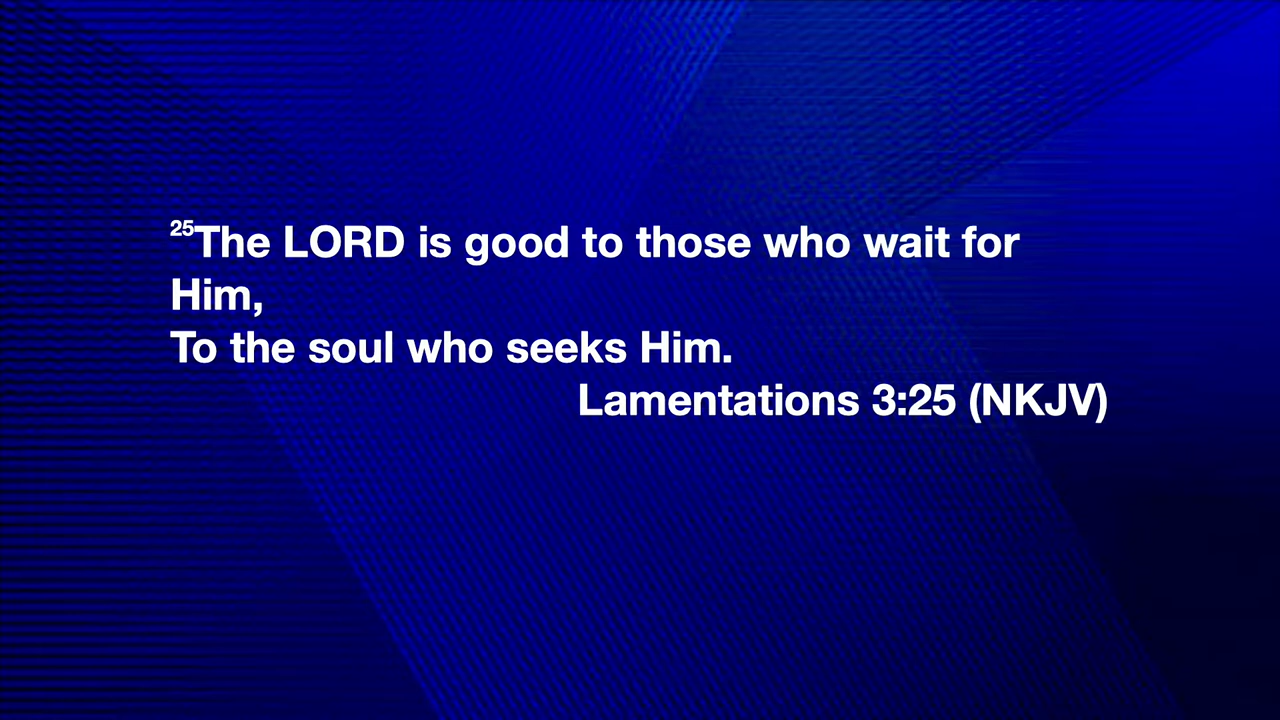 25The LORD is good to those who wait for
Him,
To the soul who seeks Him.
Lamentations 3:25 (NKJV)